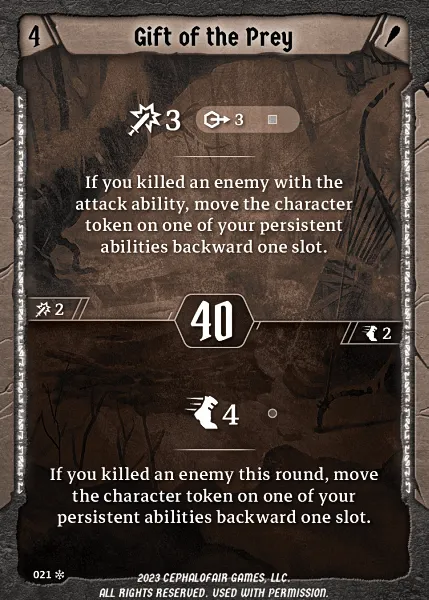 4
Gift of the Prey
3
3
If you killed an enemy with the
attack ability, move the character
token on one of your persistent
abilities backward one slot.
2
40
2
4
If you killed an enemy this round, move
the character token on one of your
persistent abilities backward one slot.
021
2023 CEPHALOFAIR GAMES, LLC.
ALL RIGHTS RESERVED. USED WITH PERMISSION.